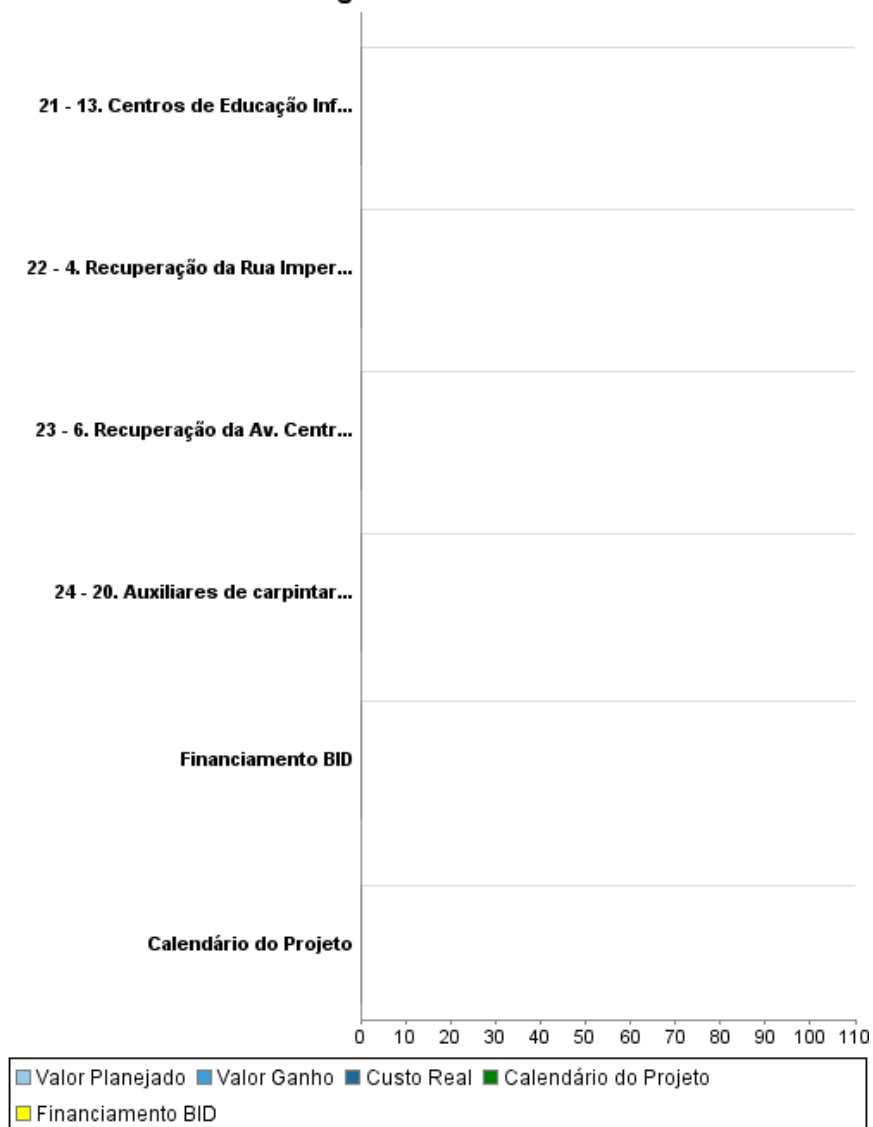 21 - 13. Centros de Educação Inf...
22 - 4. Recuperação da Rua Imper...
23 - 6. Recuperação da Av. Centr...
24 - 20. Auxiliares de carpintar...
Financiamento BID
Calendário do Projeto
0 10 20 30 40 50 60 70 80 90 100 110
Valor Planejado Valor Ganho Custo Real Calendário do Projeto
Financiamento BID